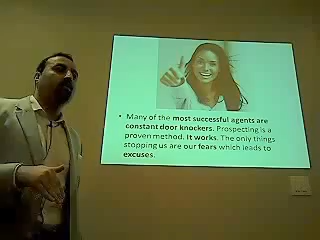 • Many of the most successful agents are
constant door knockers. Prospecting is a
proven method. It works. The only things
stopping us are our fears which leads to
excuses.